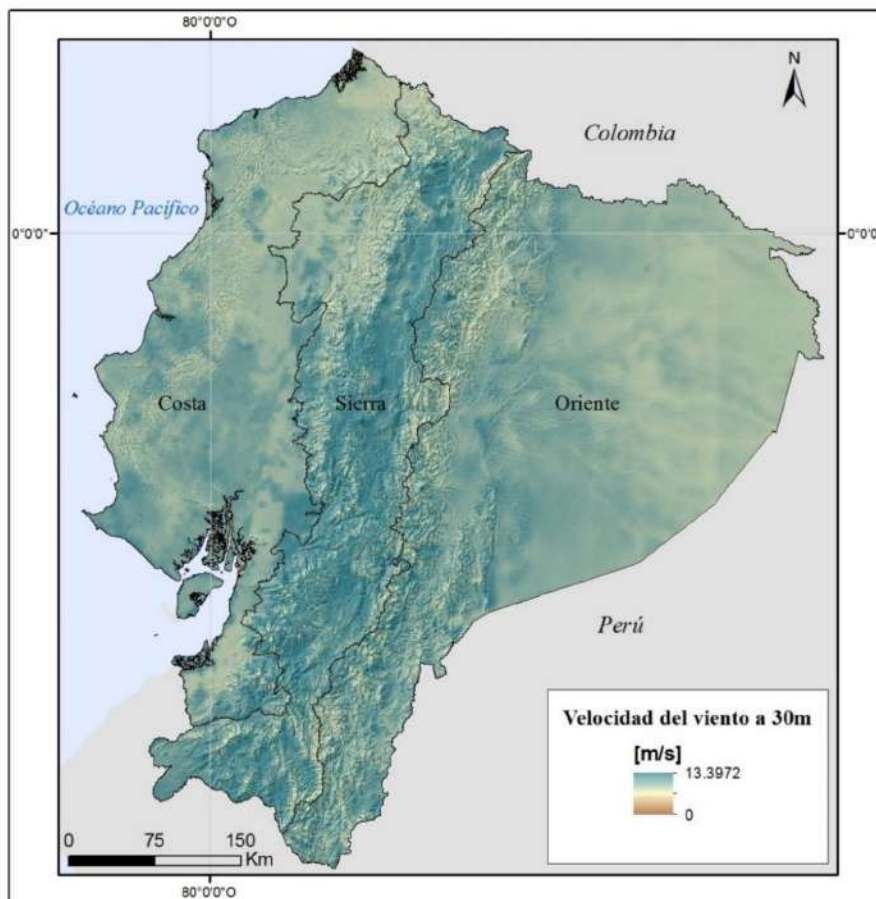 80°0'0"O
N
Colombia
Océano Pacífico
0°0'0"
0°0'0"
Costa
Sierra
Oriente
Perú
Velocidad del viento a 30m
[m/s]
13.3972
0
0 75 150
Km
80°0'0"O